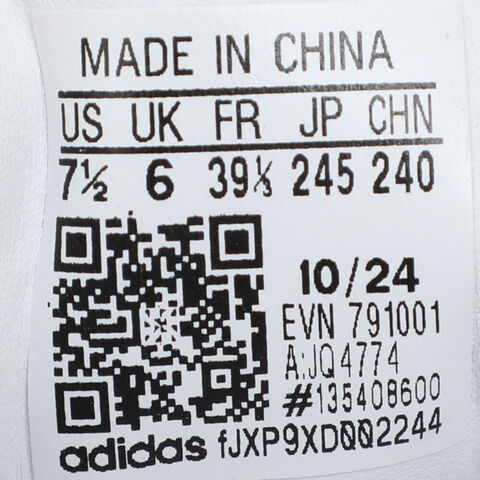 MADE IN CHINA
US UK FR JP CHN
7½ 6 39⅓ 245 240
10/24
EVN 791001
A:JQ4774
#135408600
adidas fJXP9XD002244